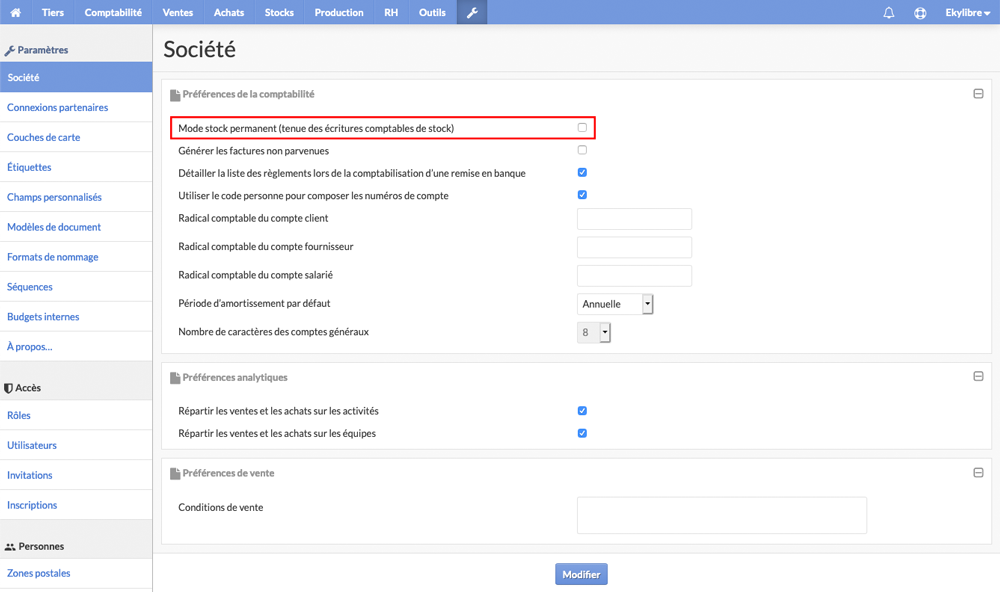 Tiers Comptabilité Ventes Achats Stocks Production RH Outils Ekylibre
Paramètres
Société
Connexions partenaires
Couches de carte
Étiquettes
Champs personnalisés
Modèles de document
Formats de nommage
Séquences
Budgets internes
À propos...
Accès
Rôles
Utilisateurs
Invitations
Inscriptions
Personnes
Zones postales
Société
Préférences de la comptabilité
Mode stock permanent (tenue des écritures comptables de stock)
Générer les factures non parvenues
Détailler la liste des règlements lors de la comptabilisation d'une remise en banque
Utiliser le code personne pour composer les numéros de compte
Radical comptable du compte client
Radical comptable du compte fournisseur
Radical comptable du compte salarié
Période d'amortissement par défaut Annuelle
Nombre de caractères des comptes généraux 8
Préférences analytiques
Répartir les ventes et les achats sur les activités
Répartir les ventes et les achats sur les équipes
Préférences de vente
Conditions de vente
Modifier